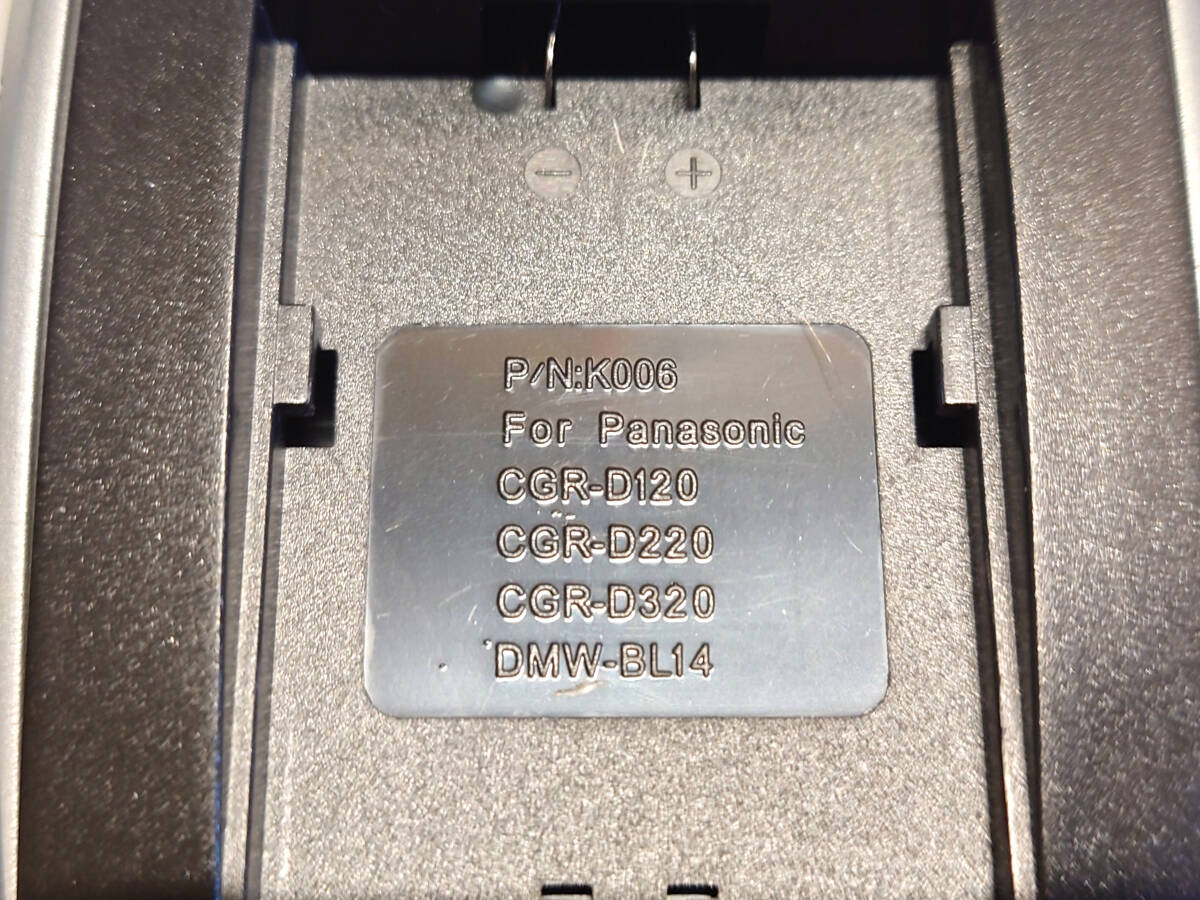 - +
P/N:K006
For Panasonic
CGR-D120
CGR-D220
CGR-D320
DMW-BL14